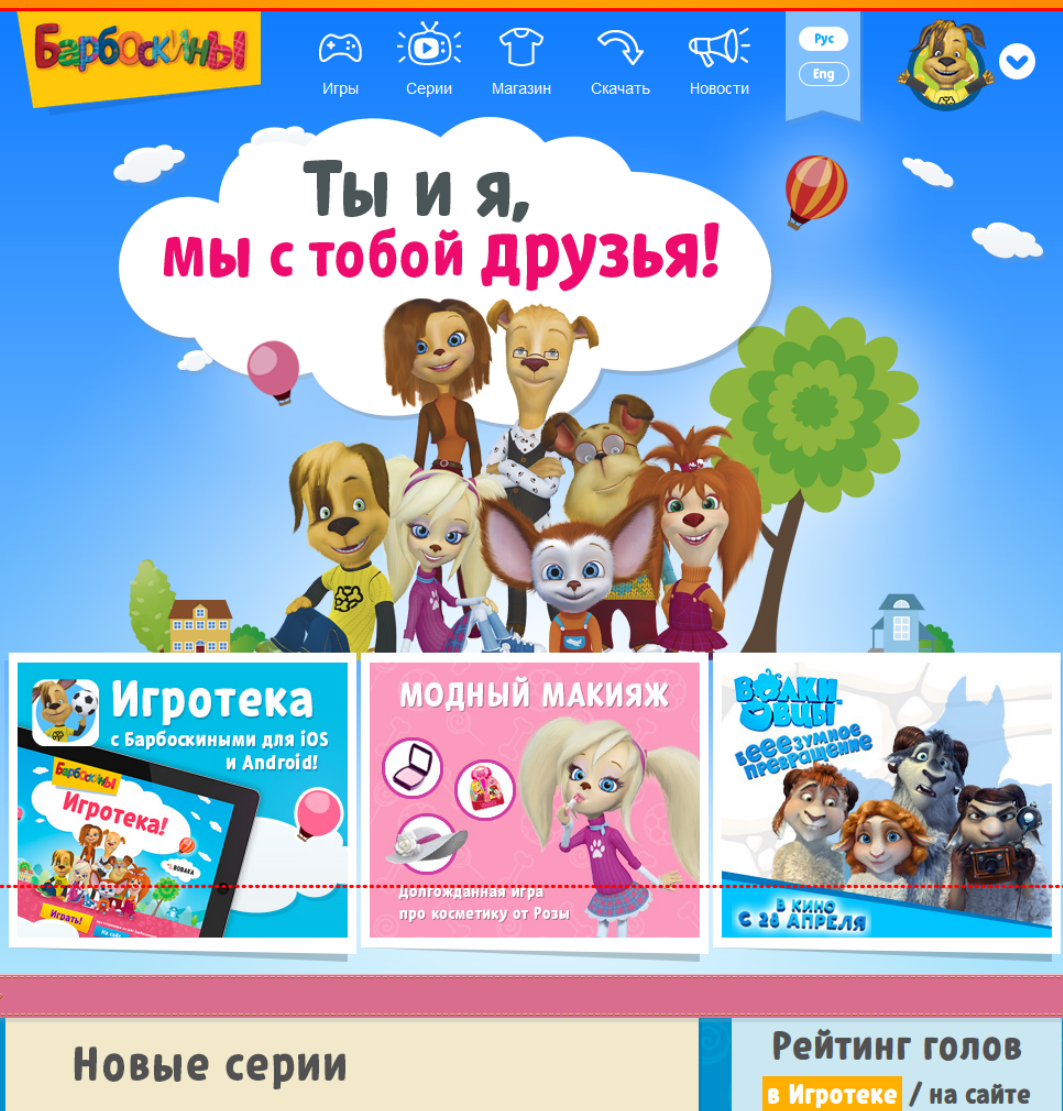 Барбоскины
Игры
Серии
Магазин
Скачать
Новости
Рус
Eng
Ты и я,
мы с тобой друзья!
Игротека
с Барбоскиными для iOS
и Android!
Барбоскины
Игротека!
Играть!
МОДНЫЙ МАКИЯЖ
долгожданная игра
про косметику от Розы
ВОЛКИ
ОВЦЫ
бееезумное
превращение
В КИНО
С 28 АПРЕЛЯ
Новые серии
Рейтинг голов
в Игротеке / на сайте